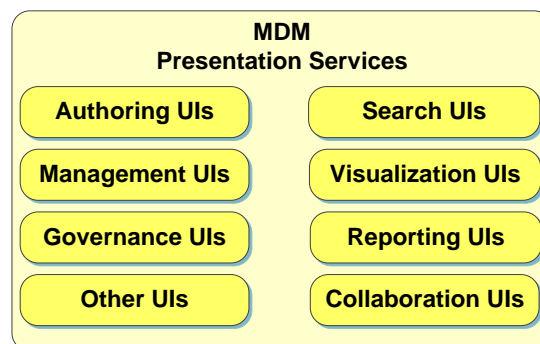 MDM
Presentation Services
Authoring UIs
Search UIs
Management UIs
Visualization UIs
Governance UIs
Reporting UIs
Other UIs
Collaboration UIs